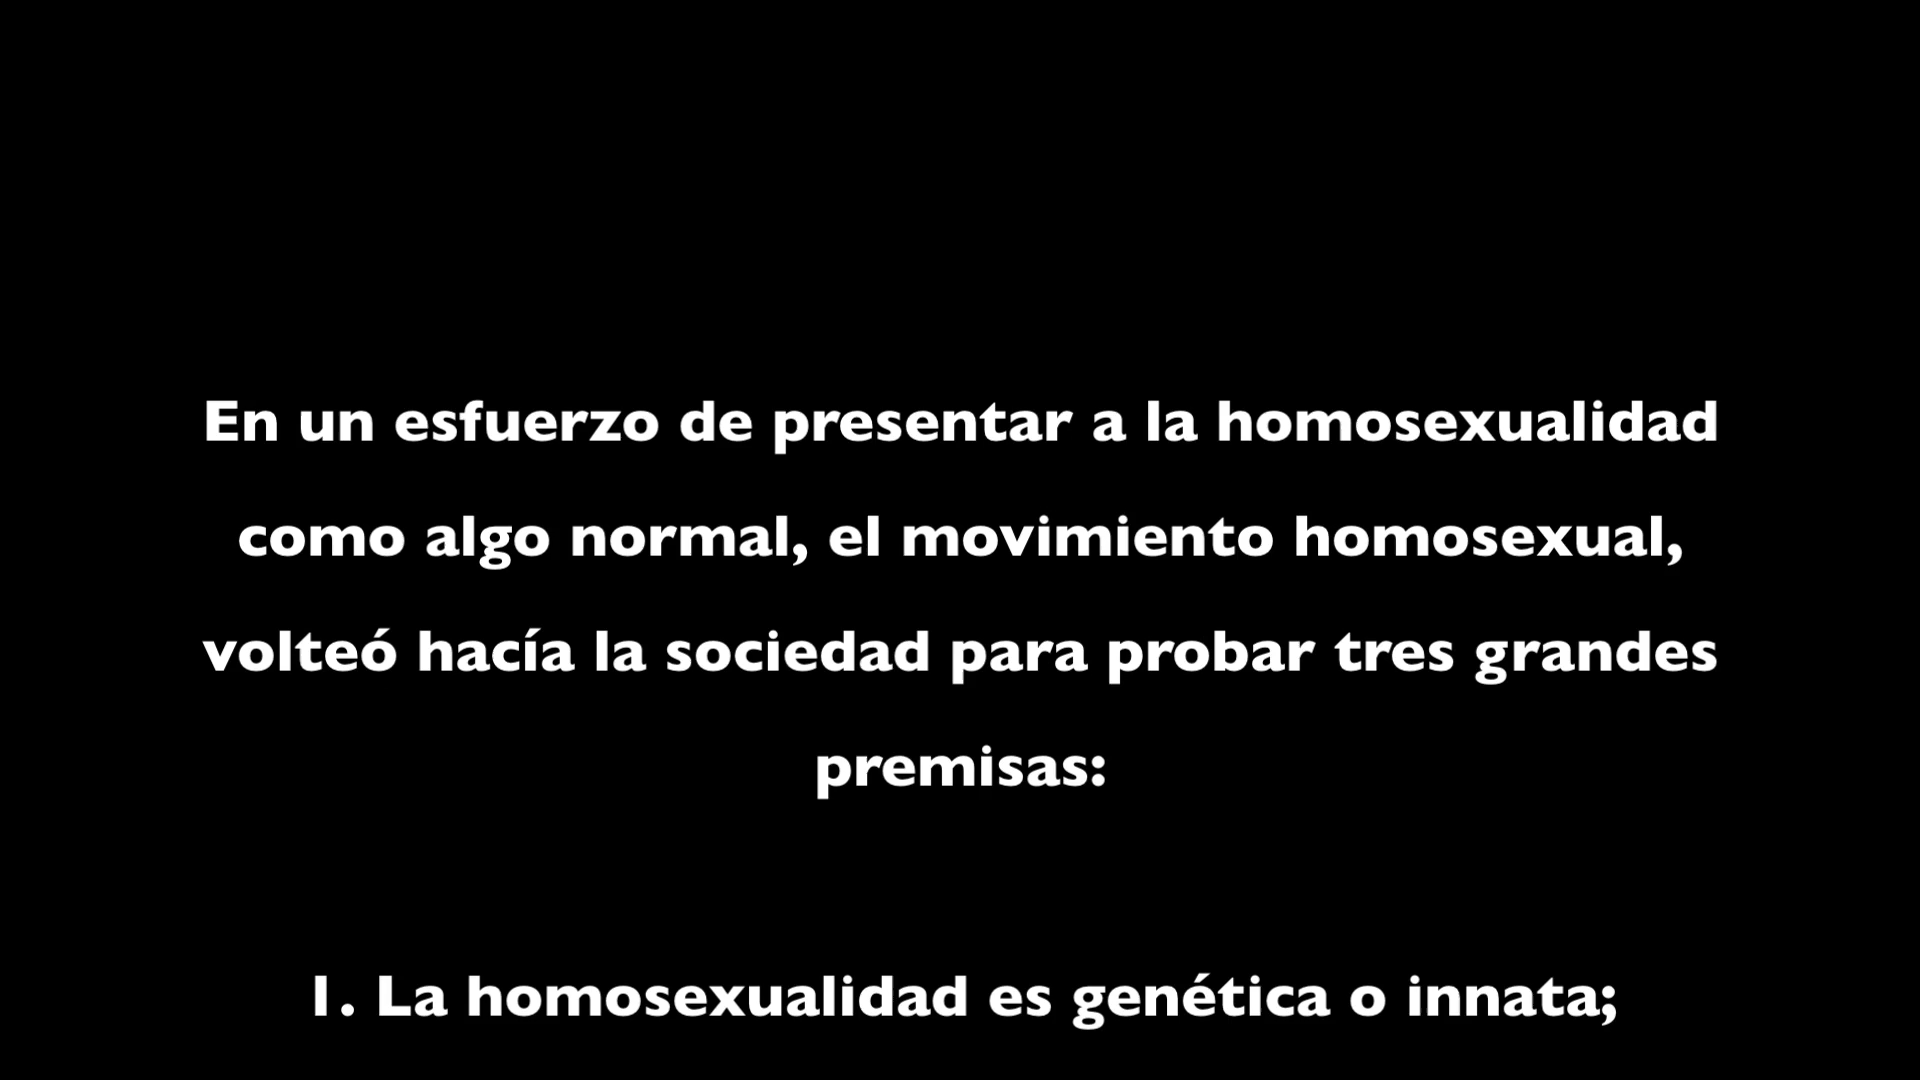 En un esfuerzo de presentar a la homosexualidad
como algo normal, el movimiento homosexual,
volteó hacía la sociedad para probar tres grandes
premisas:
1. La homosexualidad es genética o innata;